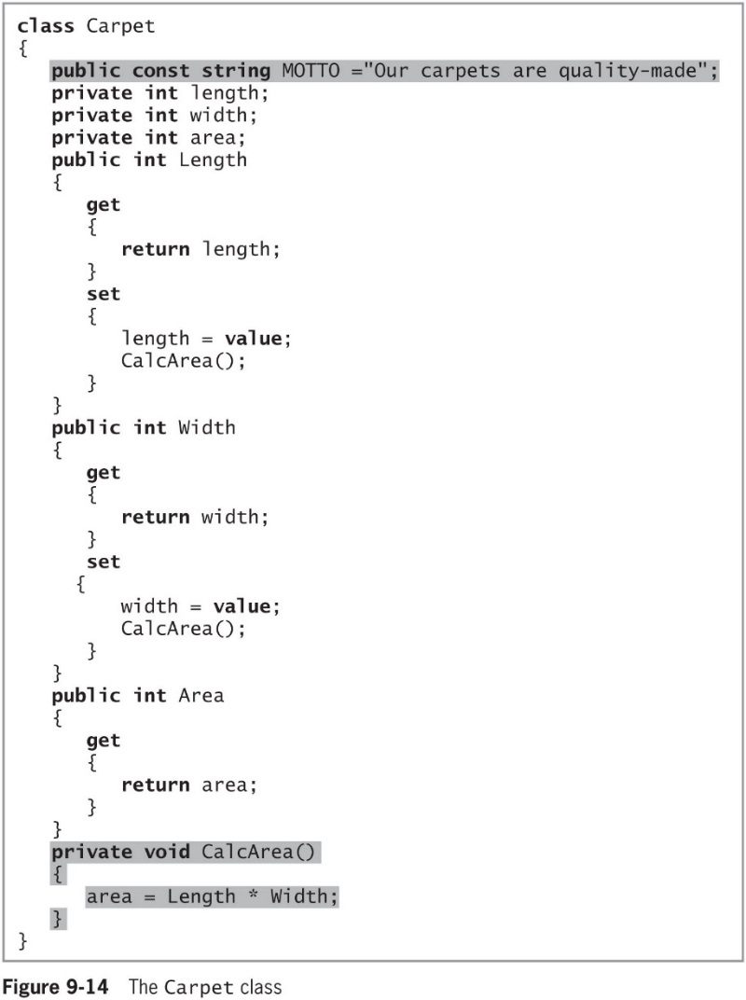 class Carpet
{
   public const string MOTTO ="Our carpets are quality-made";
   private int length;
   private int width;
   private int area;
   public int Length
   {
      get
      {
         return length;
      }
      set
      {
         length = value;
         CalcArea();
      }
   }
   public int Width
   {
      get
      {
         return width;
      }
      set
     {
         width = value;
         CalcArea();
      }
   }
   public int Area
   {
      get
      {
         return area;
      }
   }
   private void CalcArea()
   {
      area = Length * Width;
   }
}
Figure 9-14 The Carpet class